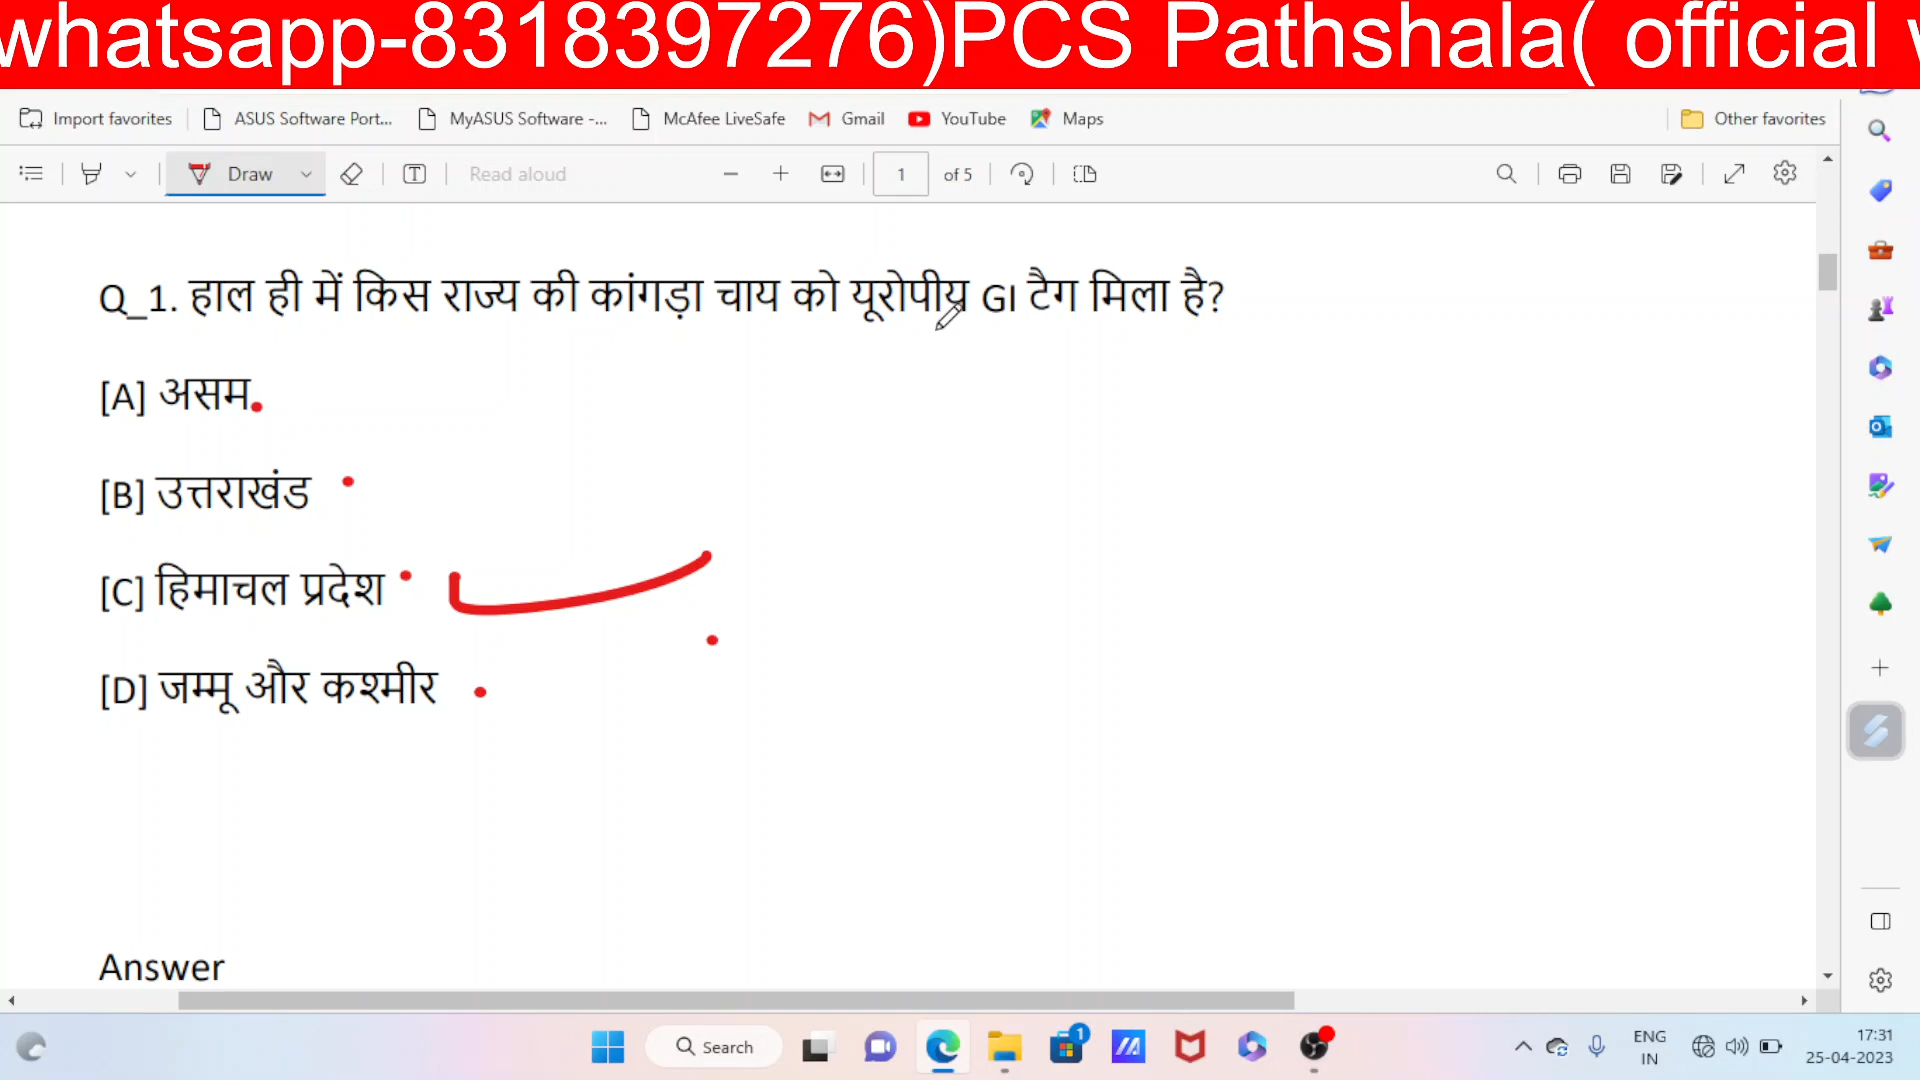 whatsapp-8318397276)PCS Pathshala( official
Import favorites ASUS Software Port... MyASUS Software -... McAfee LiveSafe Gmail YouTube Maps Other favorites
Draw Read aloud 1 of 5
Q_1. हाल ही में किस राज्य की कांगड़ा चाय को यूरोपीय GI टैग मिला है?
[A] असम
[B] उत्तराखंड
[C] हिमाचल प्रदेश
[D] जम्मू और कश्मीर
Answer
Search 1 ENG 17:31
IN 25-04-2023